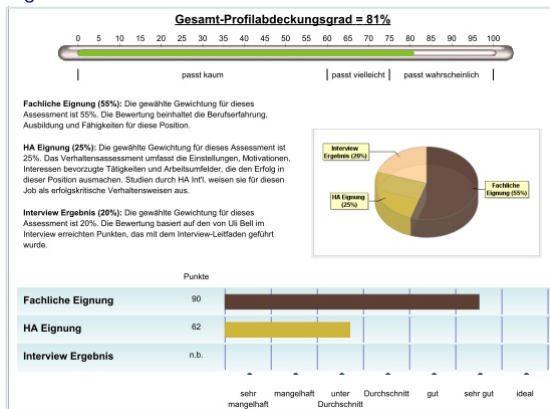 Gesamt-Profilabdeckungsgrad = 81%
0 5 10 15 20 25 30 35 40 45 50 55 60 65 70 75 80 85 90 95 100
passt kaum passt vielleicht passt wahrscheinlich
Fachliche Eignung (55%): Die gewählte Gewichtung für dieses
Assessment ist 55%. Die Bewertung beinhaltet die Berufserfahrung,
Ausbildung und Fähigkeiten für diese Position.
HA Eignung (25%): Die gewählte Gewichtung für dieses Assessment ist
25%. Das Verhaltensassessment umfasst die Einstellungen, Motivationen,
Interessen bevorzugte Tätigkeiten und Arbeitsumfelder, die den Erfolg in
dieser Position ausmachen. Studien durch HA Int'l. weisen sie für diesen
Job als erfolgskritische Verhaltensweisen aus.
Interview Ergebnis (20%): Die Gewichtung für dieses
Assessment ist 20%. Die Bewertung basiert auf den von Uli Bell im
Interview erreichten Punkten, das mit dem Interview-Leitfaden geführt
wurde.
Interview
Ergebnis (20%)
HA Eignung
(25%)
Fachliche
Eignung (55%)
Punkte
Fachliche Eignung 90
HA Eignung 62
Interview Ergebnis n.b.
sehr mangelhaft unter Durchschnitt gut sehr gut ideal
mangelhaft Durchschnitt